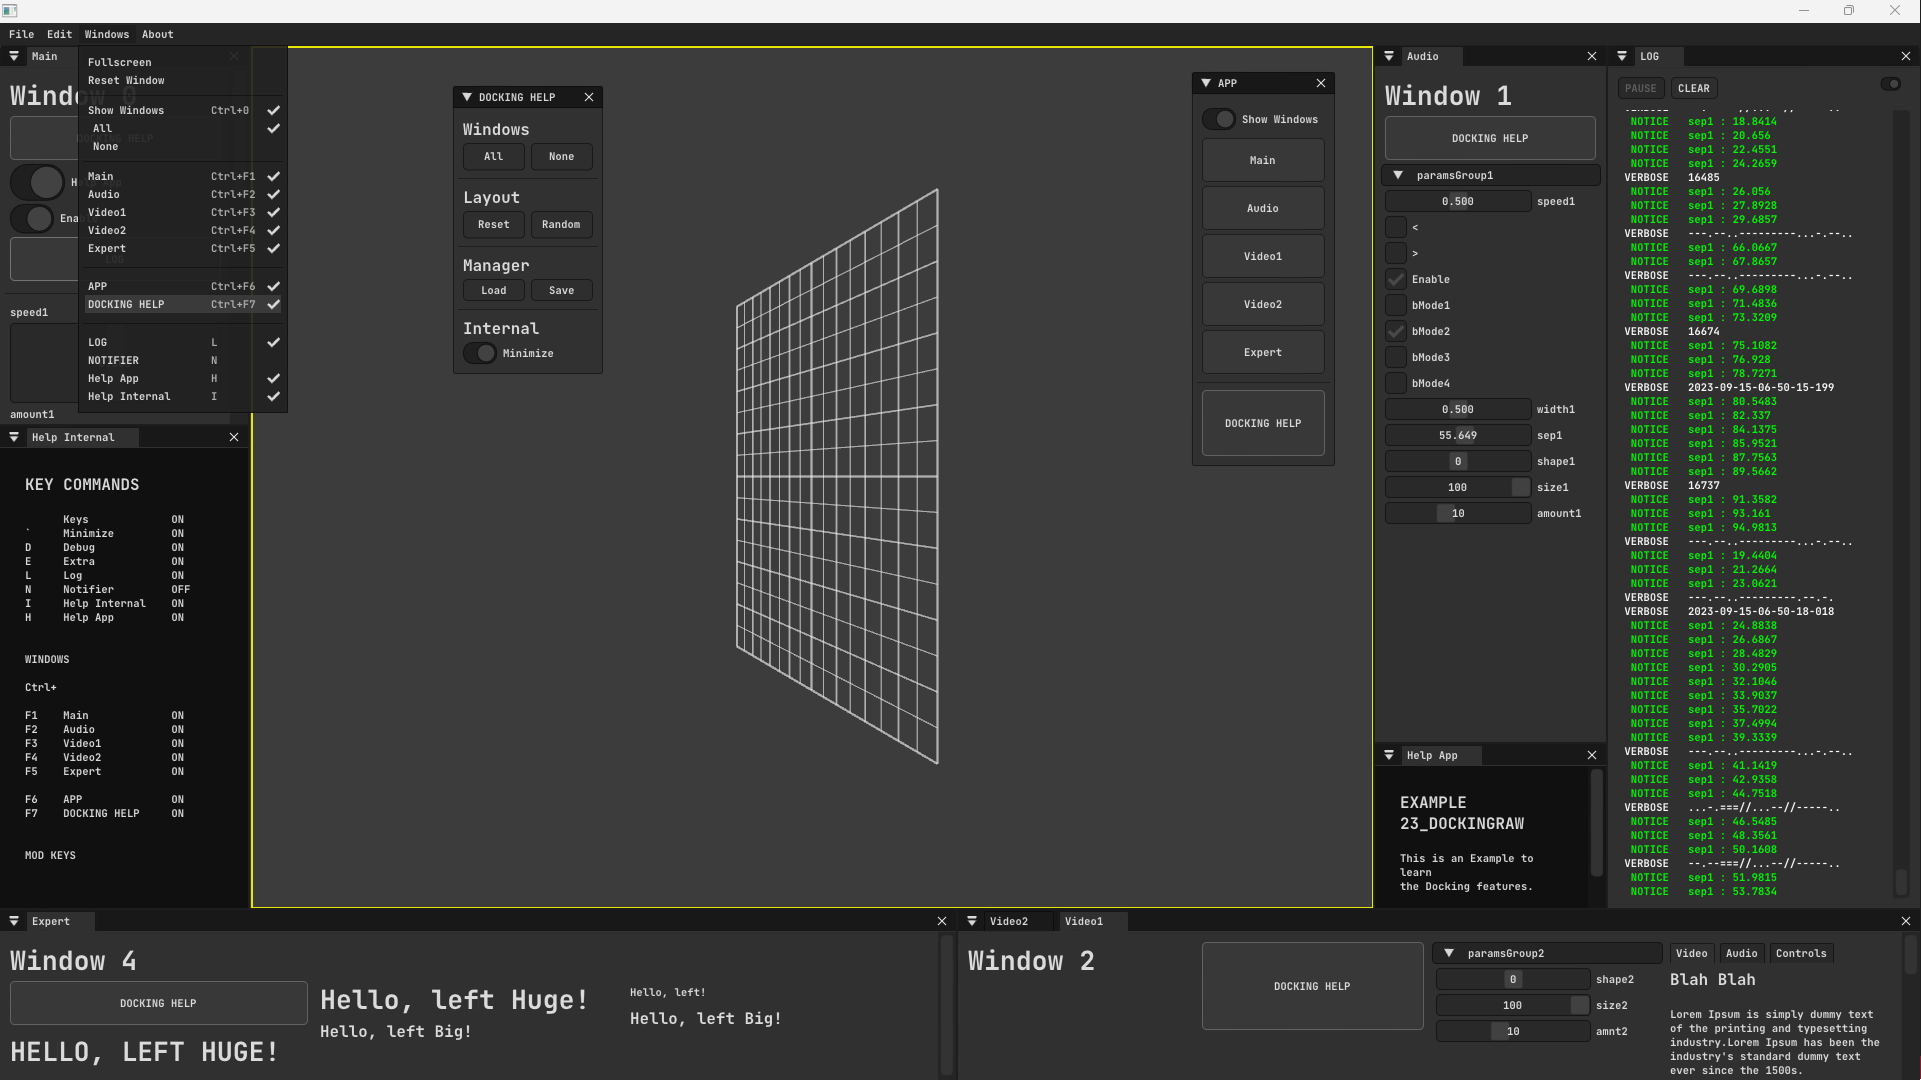 File Edit Windows About
Main
Fullscreen
Reset Window
Show Windows Ctrl+0
All
None
Main Ctrl+F1
Audio Ctrl+F2
Video1 Ctrl+F3
Video2 Ctrl+F4
Expert Ctrl+F5
APP Ctrl+F6
DOCKING HELP Ctrl+F7
LOG L
NOTIFIER N
Help App H
Help Internal I
Window 0
DOCKING HELP
LOG
speed1
amount1
Help Internal
KEY COMMANDS
Keys ON
` Minimize ON
D Debug ON
E Extra ON
L Log ON
N Notifier OFF
I Help Internal ON
H Help App ON
WINDOWS
Ctrl+
F1 Main ON
F2 Audio ON
F3 Video1 ON
F4 Video2 ON
F5 Expert ON
F6 APP ON
F7 DOCKING HELP ON
MOD KEYS
DOCKING HELP
Windows
All None
Layout
Reset Random
Manager
Load Save
Internal
Minimize
APP
Show Windows
Main
Audio
Video1
Video2
Expert
DOCKING HELP
Audio
Window 1
DOCKING HELP
paramsGroup1
0.500 speed1
<
>
Enable
bMode1
bMode2
bMode3
bMode4
0.500 width1
55.649 sep1
0 shape1
100 size1
10 amount1
Help App
EXAMPLE
23_DOCKINGRAW
This is an Example to
learn
the Docking features.
LOG
PAUSE CLEAR
NOTICE sep1 : 18.8414
NOTICE sep1 : 20.656
NOTICE sep1 : 22.4551
NOTICE sep1 : 24.2659
VERBOSE 16485
NOTICE sep1 : 26.056
NOTICE sep1 : 27.8928
NOTICE sep1 : 29.6857
VERBOSE ---.--..---------...-.--..
NOTICE sep1 : 66.0667
NOTICE sep1 : 67.8657
VERBOSE ---.--..---------...-.--..
NOTICE sep1 : 69.6898
NOTICE sep1 : 71.4836
NOTICE sep1 : 73.3209
VERBOSE 16674
NOTICE sep1 : 75.1082
NOTICE sep1 : 76.928
NOTICE sep1 : 78.7271
VERBOSE 2023-09-15-06-50-15-199
NOTICE sep1 : 80.5483
NOTICE sep1 : 82.337
NOTICE sep1 : 84.1375
NOTICE sep1 : 85.9521
NOTICE sep1 : 87.7563
NOTICE sep1 : 89.5662
VERBOSE 16737
NOTICE sep1 : 91.3582
NOTICE sep1 : 93.161
NOTICE sep1 : 94.9813
VERBOSE ---.--..---------...-.--..
NOTICE sep1 : 19.4404
NOTICE sep1 : 21.2664
NOTICE sep1 : 23.0621
VERBOSE ---.--..---------.--.-.
VERBOSE 2023-09-15-06-50-18-018
NOTICE sep1 : 24.8838
NOTICE sep1 : 26.6867
NOTICE sep1 : 28.4829
NOTICE sep1 : 30.2905
NOTICE sep1 : 32.1046
NOTICE sep1 : 33.9037
NOTICE sep1 : 35.7022
NOTICE sep1 : 37.4994
NOTICE sep1 : 39.3339
VERBOSE ---.--..---------...-.--..
NOTICE sep1 : 41.1419
NOTICE sep1 : 42.9358
NOTICE sep1 : 44.7518
VERBOSE ...-.===//...--//-----..
NOTICE sep1 : 46.5485
NOTICE sep1 : 48.3561
NOTICE sep1 : 50.1608
VERBOSE --.--===//...--//-----..
NOTICE sep1 : 51.9815
NOTICE sep1 : 53.7834
Expert
Window 4
DOCKING HELP
HELLO, LEFT HUGE!
Hello, left Huge!
Hello, left Big!
Hello, left!
Hello, left Big!
Video2 Video1
Window 2
DOCKING HELP
paramsGroup2
0 shape2
100 size2
10 amnt2
Video Audio Controls
Blah Blah
Lorem Ipsum is simply dummy text
of the printing and typesetting
industry.Lorem Ipsum has been the
industry's standard dummy text
ever since the 1500s.